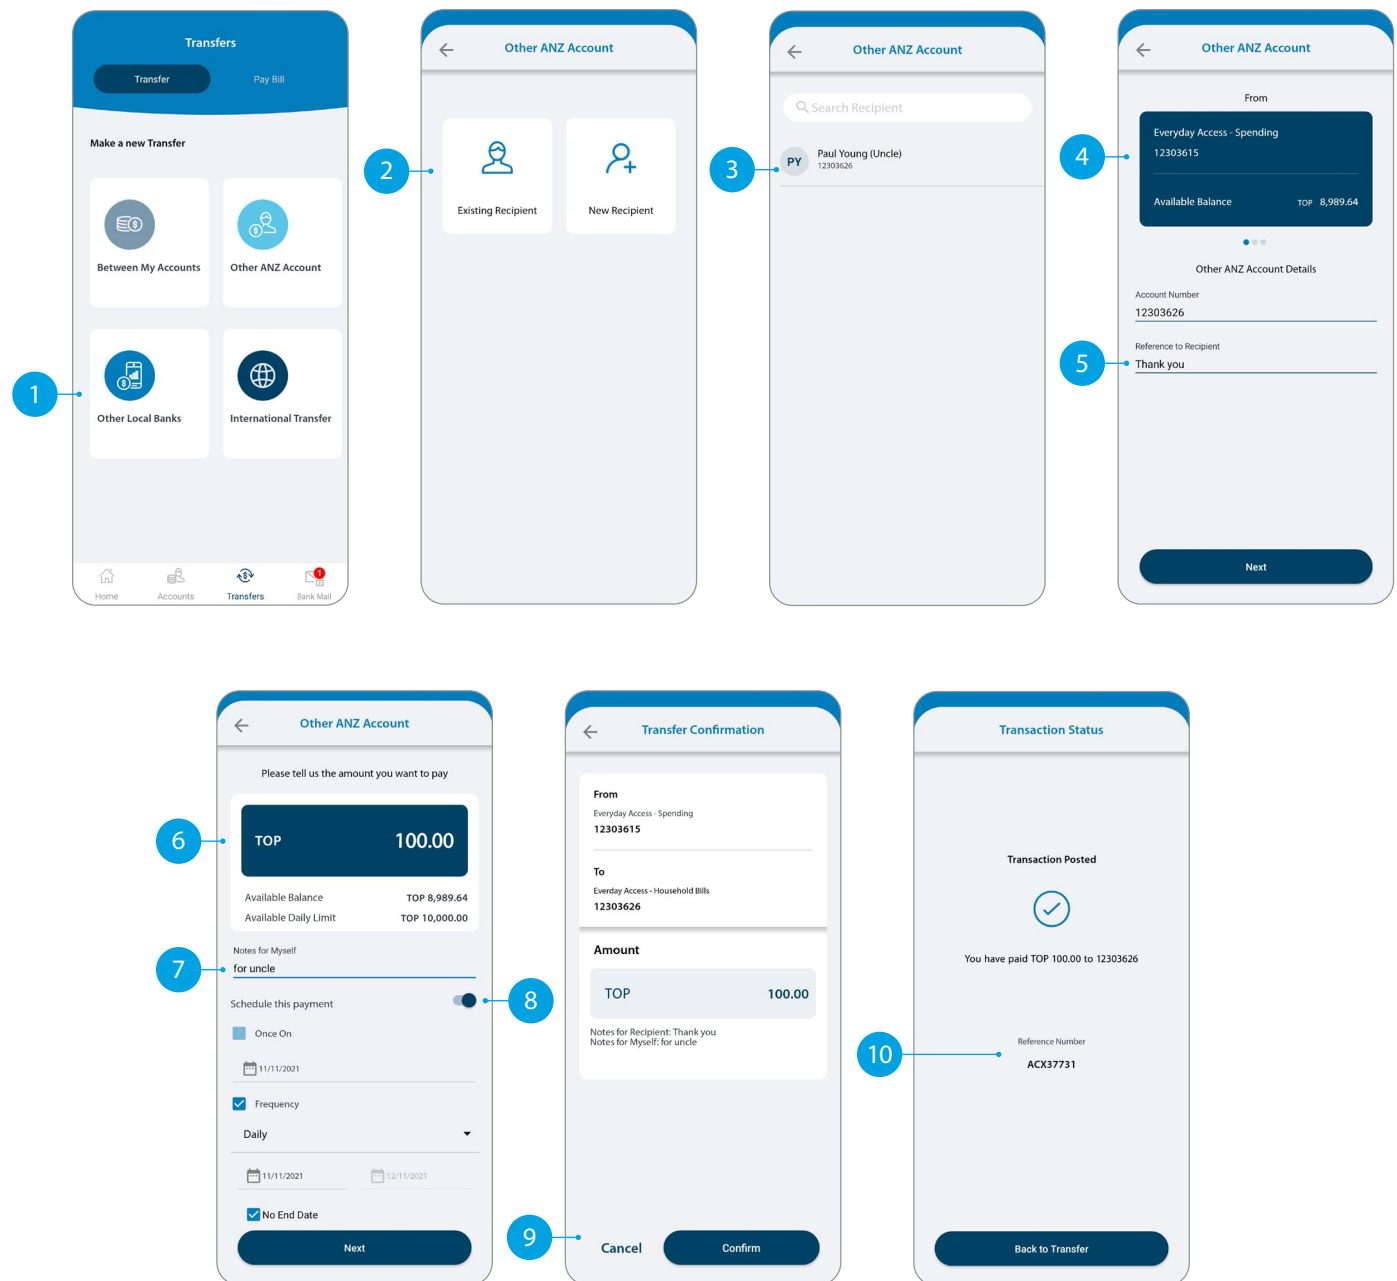 Transfers
Transfer
Pay Bill
Make a new Transfer
Between My Accounts
Other ANZ Account
1
Other Local Banks
International Transfer
Home
Accounts
Transfers
1
Bank Mail
Other ANZ Account
2
Existing Recipient
New Recipient
Other ANZ Account
Search Recipient
3
PY
Paul Young (Uncle)
12303626
Other ANZ Account
From
4
Everyday Access - Spending
12303615
Available Balance TOP 8,989.64
Other ANZ Account Details
Account Number
12303626
5
Reference to Recipient
Thank you
Next
Other ANZ Account
Please tell us the amount you want to pay
6
TOP 100.00
Available Balance TOP 8,989.64
Available Daily Limit TOP 10,000.00
7
Notes for Myself
for uncle
Schedule this payment
8
Once On
11/11/2021
Frequency
Daily
11/11/2021 12/11/2021
No End Date
Next
Transfer Confirmation
From
Everyday Access - Spending
12303615
To
Everday Access - Household Bills
12303626
Amount
TOP 100.00
Notes for Recipient: Thank you
Notes for Myself: for uncle
9
Cancel
Confirm
Transaction Status
Transaction Posted
You have paid TOP 100.00 to 12303626
10
Reference Number
ACX37731
Back to Transfer